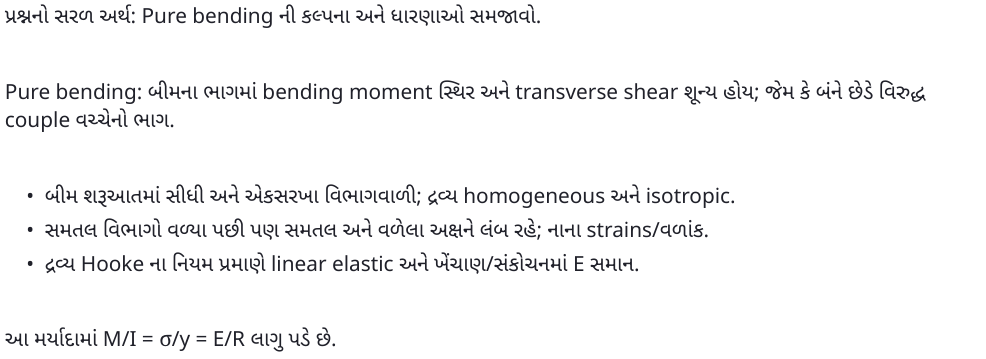 પ્રશ્નનો સરળ અર્થ: Pure bending ની કલ્પના અને ધારણાઓ સમજાવો.
Pure bending: બીમના ભાગમાં bending moment સ્થિર અને transverse shear શૂન્ય હોય; જેમ કે બંને છેડે વિરુદ્ધ
couple વચ્ચેનો ભાગ.
• બીમ શરૂઆતમાં સીધી અને એકસરખા વિભાગવાળી; દ્રવ્ય homogeneous અને isotropic.
• સમતલ વિભાગો વળ્યા પછી પણ સમતલ અને વળેલા અક્ષને લંબ રહે; નાના strains/વળાંક.
• દ્રવ્ય Hooke ના નિયમ પ્રમાણે linear elastic અને ખેંચાણ/સંકોચનમાં E સમાન.
આ મર્યાદામાં M/I = σ/y = E/R લાગુ પડે છે.